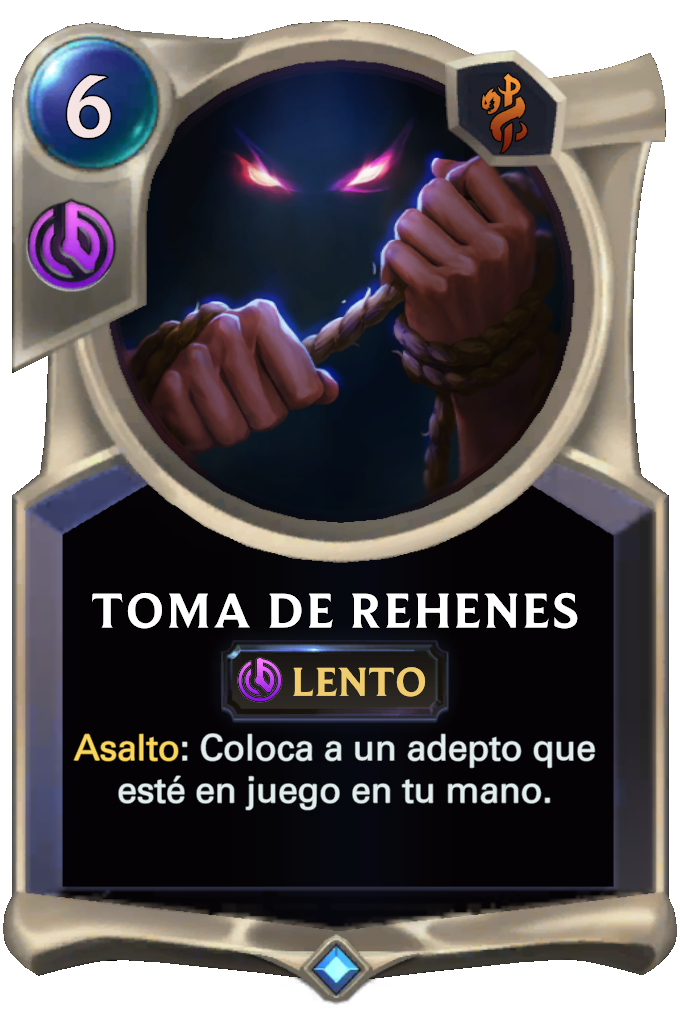 6
TOMA DE REHENES
LENTO
Asalto: Coloca a un adepto que
esté en juego en tu mano.